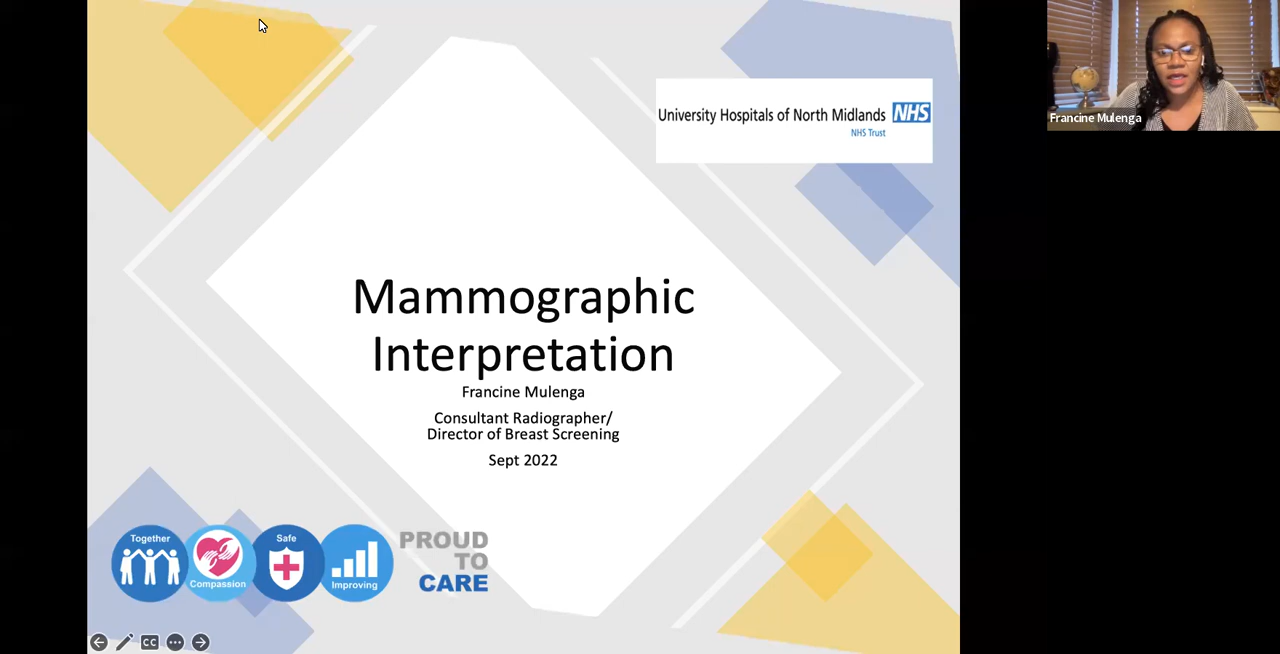 University Hospitals of North Midlands NHS
NHS Trust
Francine Mulenga
Mammographic
Interpretation
Francine Mulenga
Consultant Radiographer/
Director of Breast Screening
Sept 2022
Together
Compassion
Safe
Improving
PROUD
TO
CARE
CC